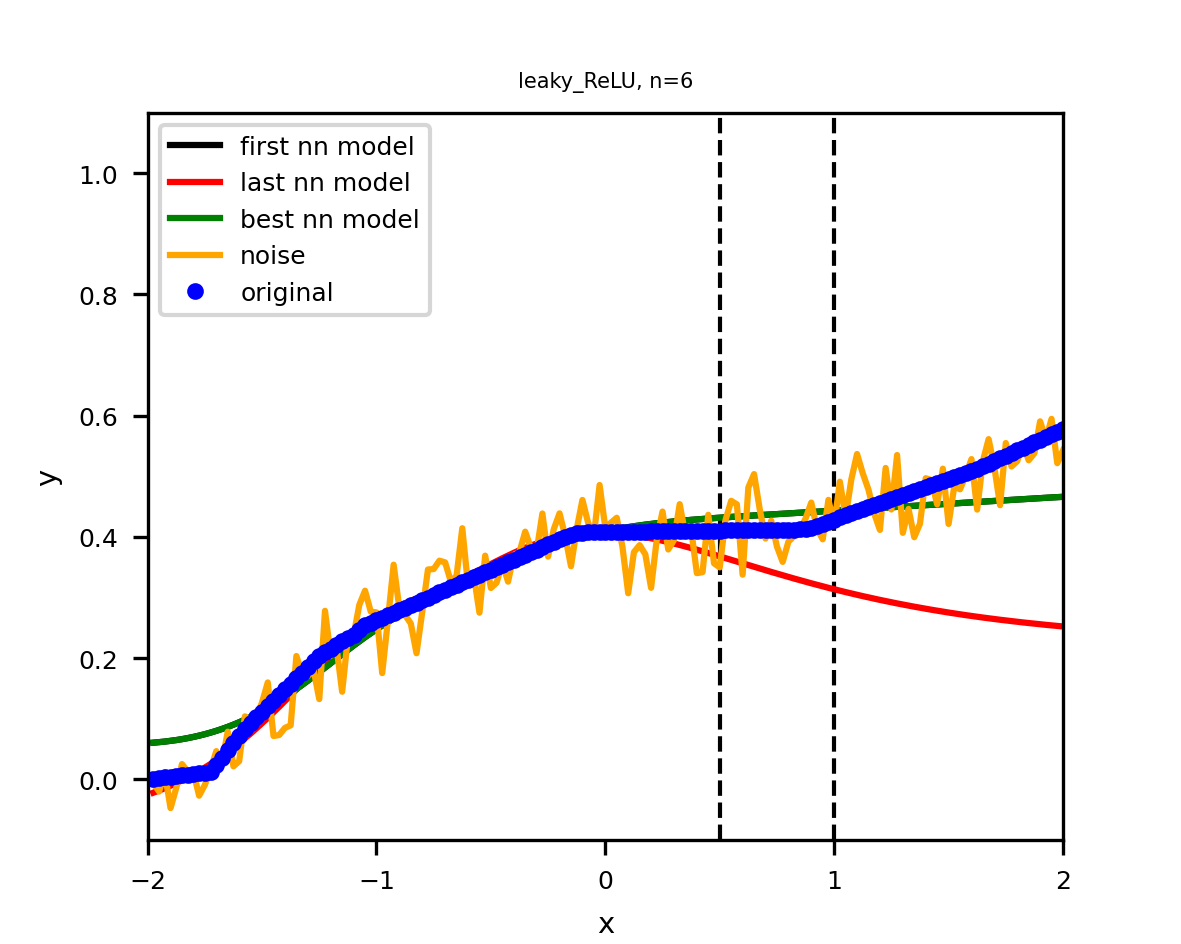 leaky_ReLU, n=6
first nn model
last nn model
best nn model
noise
original
1.0
0.8
0.6
0.4
0.2
0.0
y
−2
−1
0
1
2
x